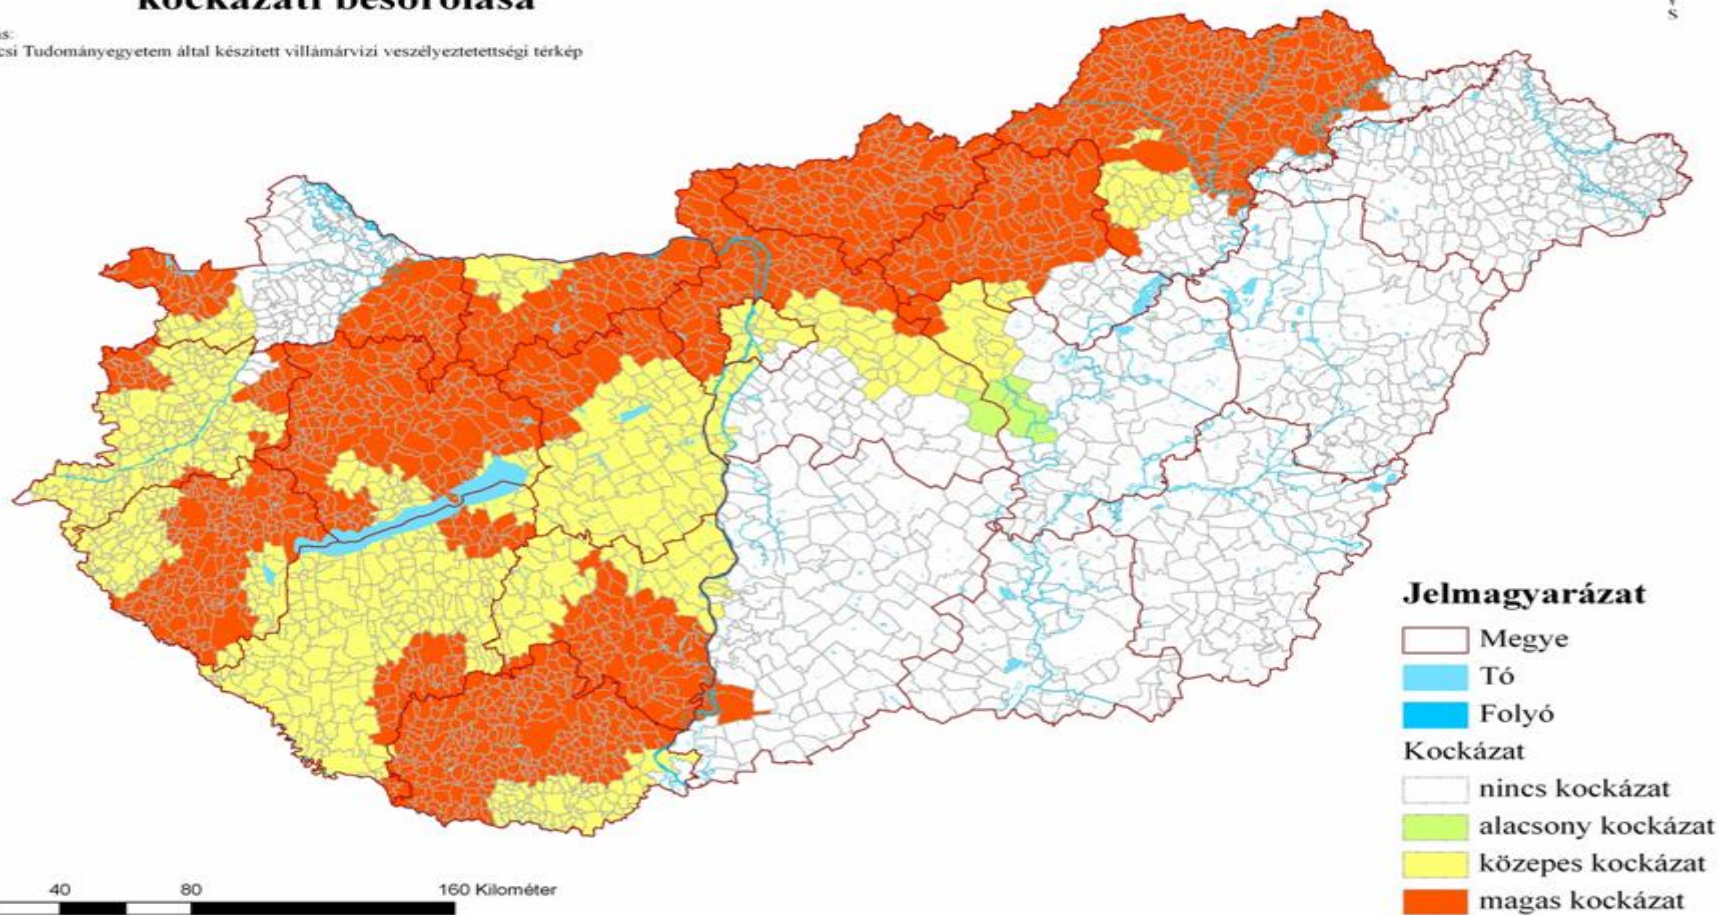 kockázati besorolása
S
Tudományegyetem által készített villámárvízi veszélyeztetettségi térkép
Jelmagyarázat
Megye
Tó
Folyó
Kockázat
nincs kockázat
alacsony kockázat
közepes kockázat
magas kockázat
40 80 160 Kilométer